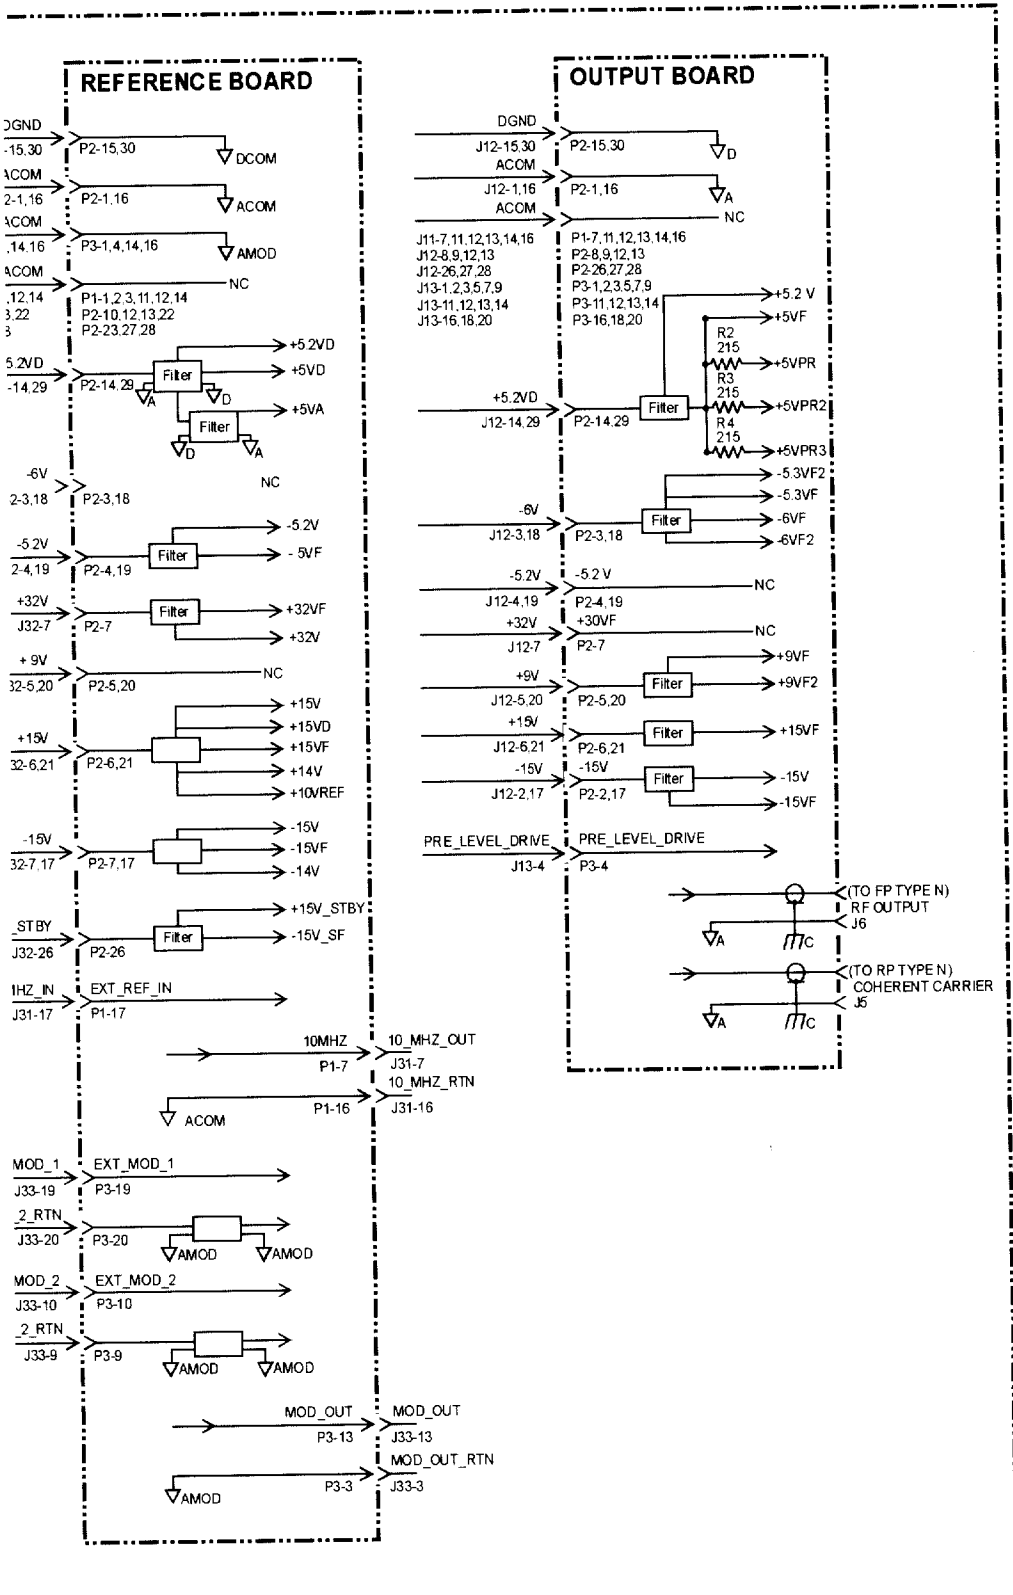 REFERENCE BOARD
DGND
-15,30
P2-15,30
DCOM
ACOM
2-1,16
P2-1,16
ACOM
ACOM
,14,16
P3-1,4,14,16
AMOD
ACOM
NC
,12,14
P1-1,2,3,11,12,14
3,22
P2-10,12,13,22
3
P2-23,27,28
+5.2VD
5.2VD
Filter
+5VD
-14,29
P2-14,29
A
D
+5VA
Filter
D
A
-6V
NC
2-3,18
P2-3,18
-5.2V
-5.2V
Filter
- 5VF
2-4,19
P2-4,19
+32V
Filter
+32VF
J32-7
P2-7
+32V
+ 9V
NC
32-5,20
P2-5,20
+15V
+15VD
+15V
+15VF
32-6,21
P2-6,21
+14V
+10VREF
-15V
-15V
-15VF
32-7,17
P2-7,17
-14V
+15V_STBY
_STBY
Filter
-15V_SF
J32-26
P2-26
1HZ_IN
EXT_REF_IN
J31-17
P1-17
10MHZ
10_MHZ_OUT
P1-7
J31-7
10_MHZ_RTN
P1-16
J31-16
ACOM
MOD_1
EXT_MOD_1
J33-19
P3-19
_2_RTN
J33-20
P3-20
AMOD
AMOD
MOD_2
EXT_MOD_2
J33-10
P3-10
_2_RTN
J33-9
P3-9
AMOD
AMOD
MOD_OUT
MOD_OUT
P3-13
J33-13
MOD_OUT_RTN
P3-3
J33-3
AMOD
OUTPUT BOARD
DGND
J12-15,30
P2-15,30
D
ACOM
J12-1,16
P2-1,16
A
ACOM
NC
J11-7,11,12,13,14,16
P1-7,11,12,13,14,16
J12-8,9,12,13
P2-8,9,12,13
J12-26,27,28
P2-26,27,28
J13-1,2,3,5,7,9
P3-1,2,3,5,7,9
J13-11,12,13,14
P3-11,12,13,14
J13-16,18,20
P3-16,18,20
+5.2 V
+5VF
R2
215
+5VPR
R3
215
+5.2VD
Filter
+5VPR2
J12-14,29
P2-14,29
R4
215
+5VPR3
-5.3VF2
-5.3VF
-6V
Filter
-6VF
J12-3,18
P2-3,18
-6VF2
-5.2V
-5.2 V
NC
J12-4,19
P2-4,19
+32V
+30VF
NC
J12-7
P2-7
+9VF
+9V
Filter
+9VF2
J12-5,20
P2-5,20
+15V
Filter
+15VF
J12-6,21
P2-6,21
-15V
-15V
Filter
-15V
J12-2,17
P2-2,17
-15VF
PRE_LEVEL_DRIVE
PRE_LEVEL_DRIVE
J13-4
P3-4
(TO FP TYPE N)
RF OUTPUT
J6
A
C
(TO RP TYPE N)
COHERENT CARRIER
J5
A
C